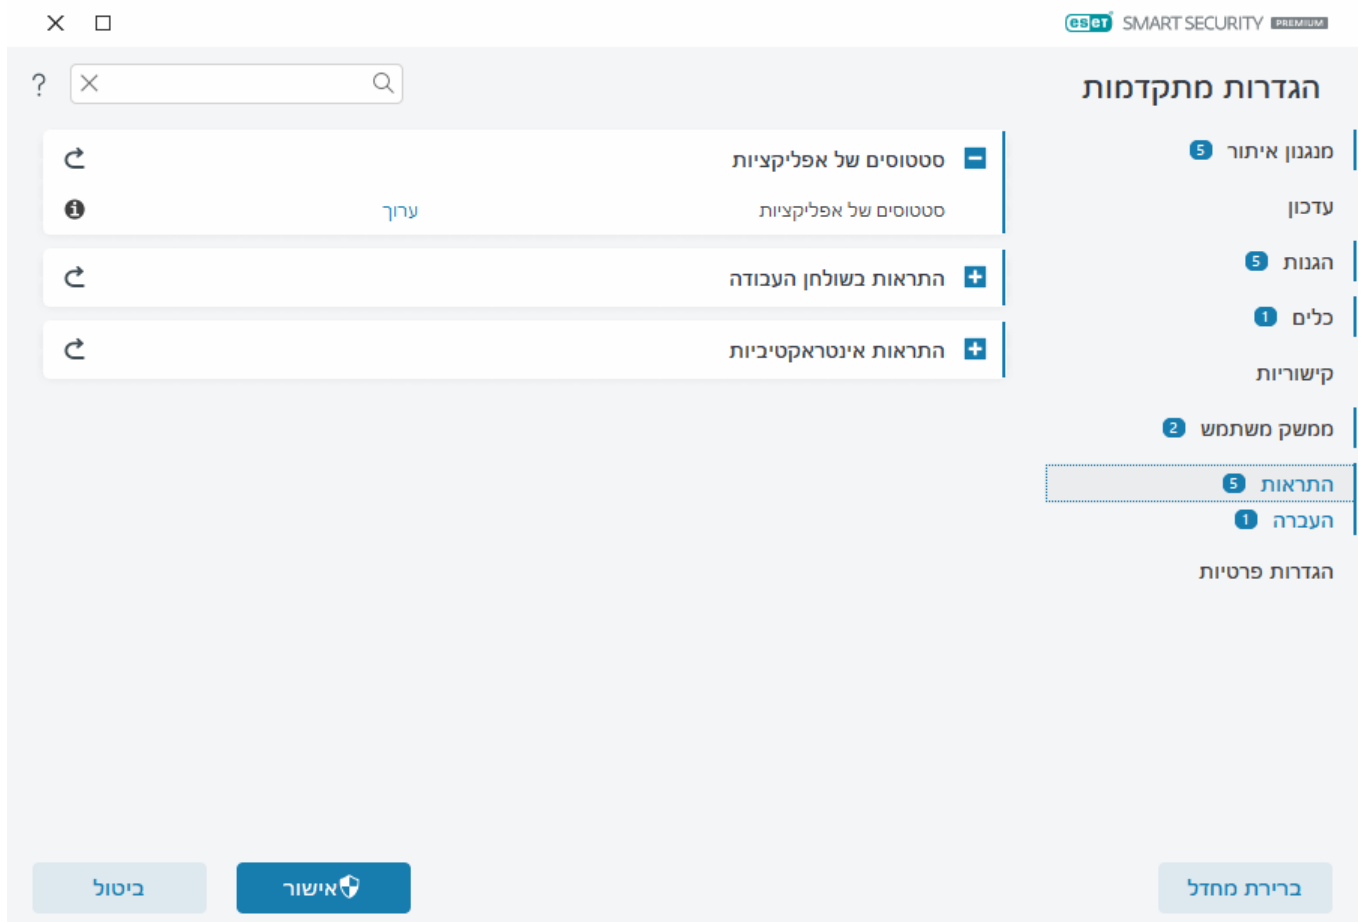 eset SMART SECURITY PREMIUM
הגדרות מתקדמות
?
מנגנון איתור 5
עדכון
הגנות 5
כלים 1
קישוריות
ממשק משתמש 2
התראות 5
העברה 1
הגדרות פרטיות
סטטוסים של אפליקציות
סטטוסים של אפליקציות ערוך
התראות בשולחן העבודה
התראות אינטראקטיביות
ברירת מחדל
אישור
ביטול